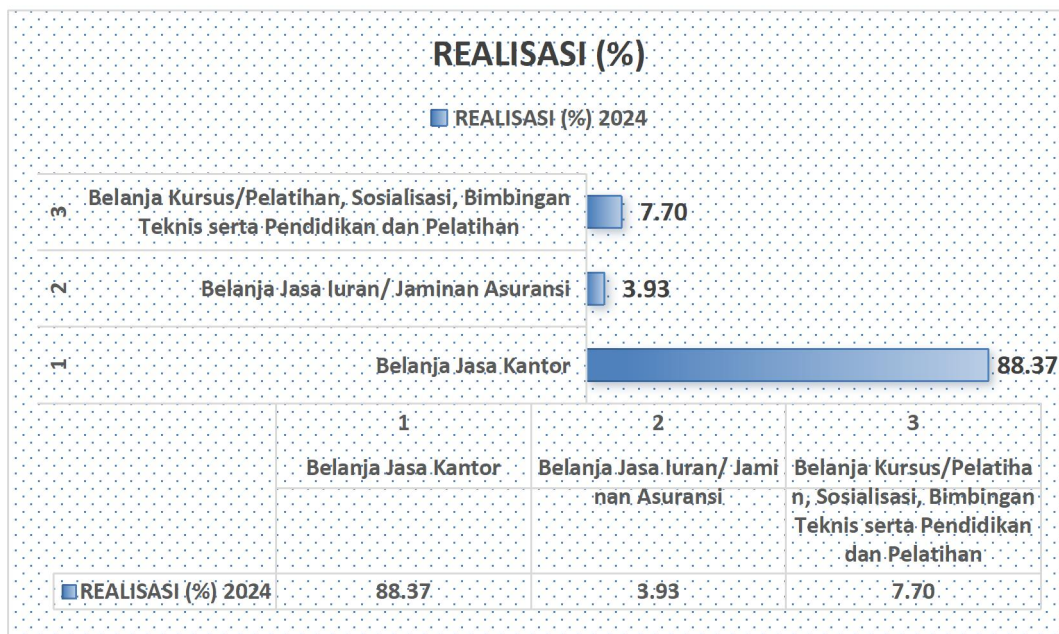 REALISASI (%)
REALISASI (%) 2024
3
Belanja Kursus/Pelatihan, Sosialisasi, Bimbingan
Teknis serta Pendidikan dan Pelatihan
7.70
2
Belanja Jasa Iuran/ Jaminan Asuransi
3.93
1
Belanja Jasa Kantor
88.37
1
2
3
Belanja Jasa Kantor
Belanja Jasa Iuran/ Jami
nan Asuransi
Belanja Kursus/Pelatiha
n, Sosialisasi, Bimbingan
Teknis serta Pendidikan
dan Pelatihan
REALISASI (%) 2024
88.37
3.93
7.70